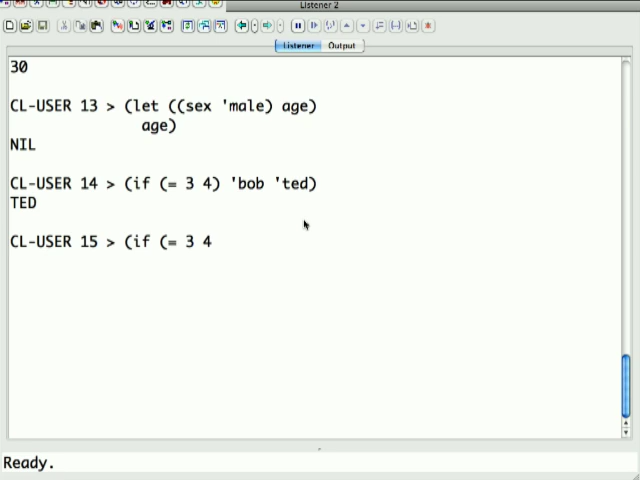 Listener 2
Listener Output
30
CL-USER 13 > (let ((sex 'male) age)
age)
NIL
CL-USER 14 > (if (= 3 4) 'bob 'ted)
TED
CL-USER 15 > (if (= 3 4
Ready.